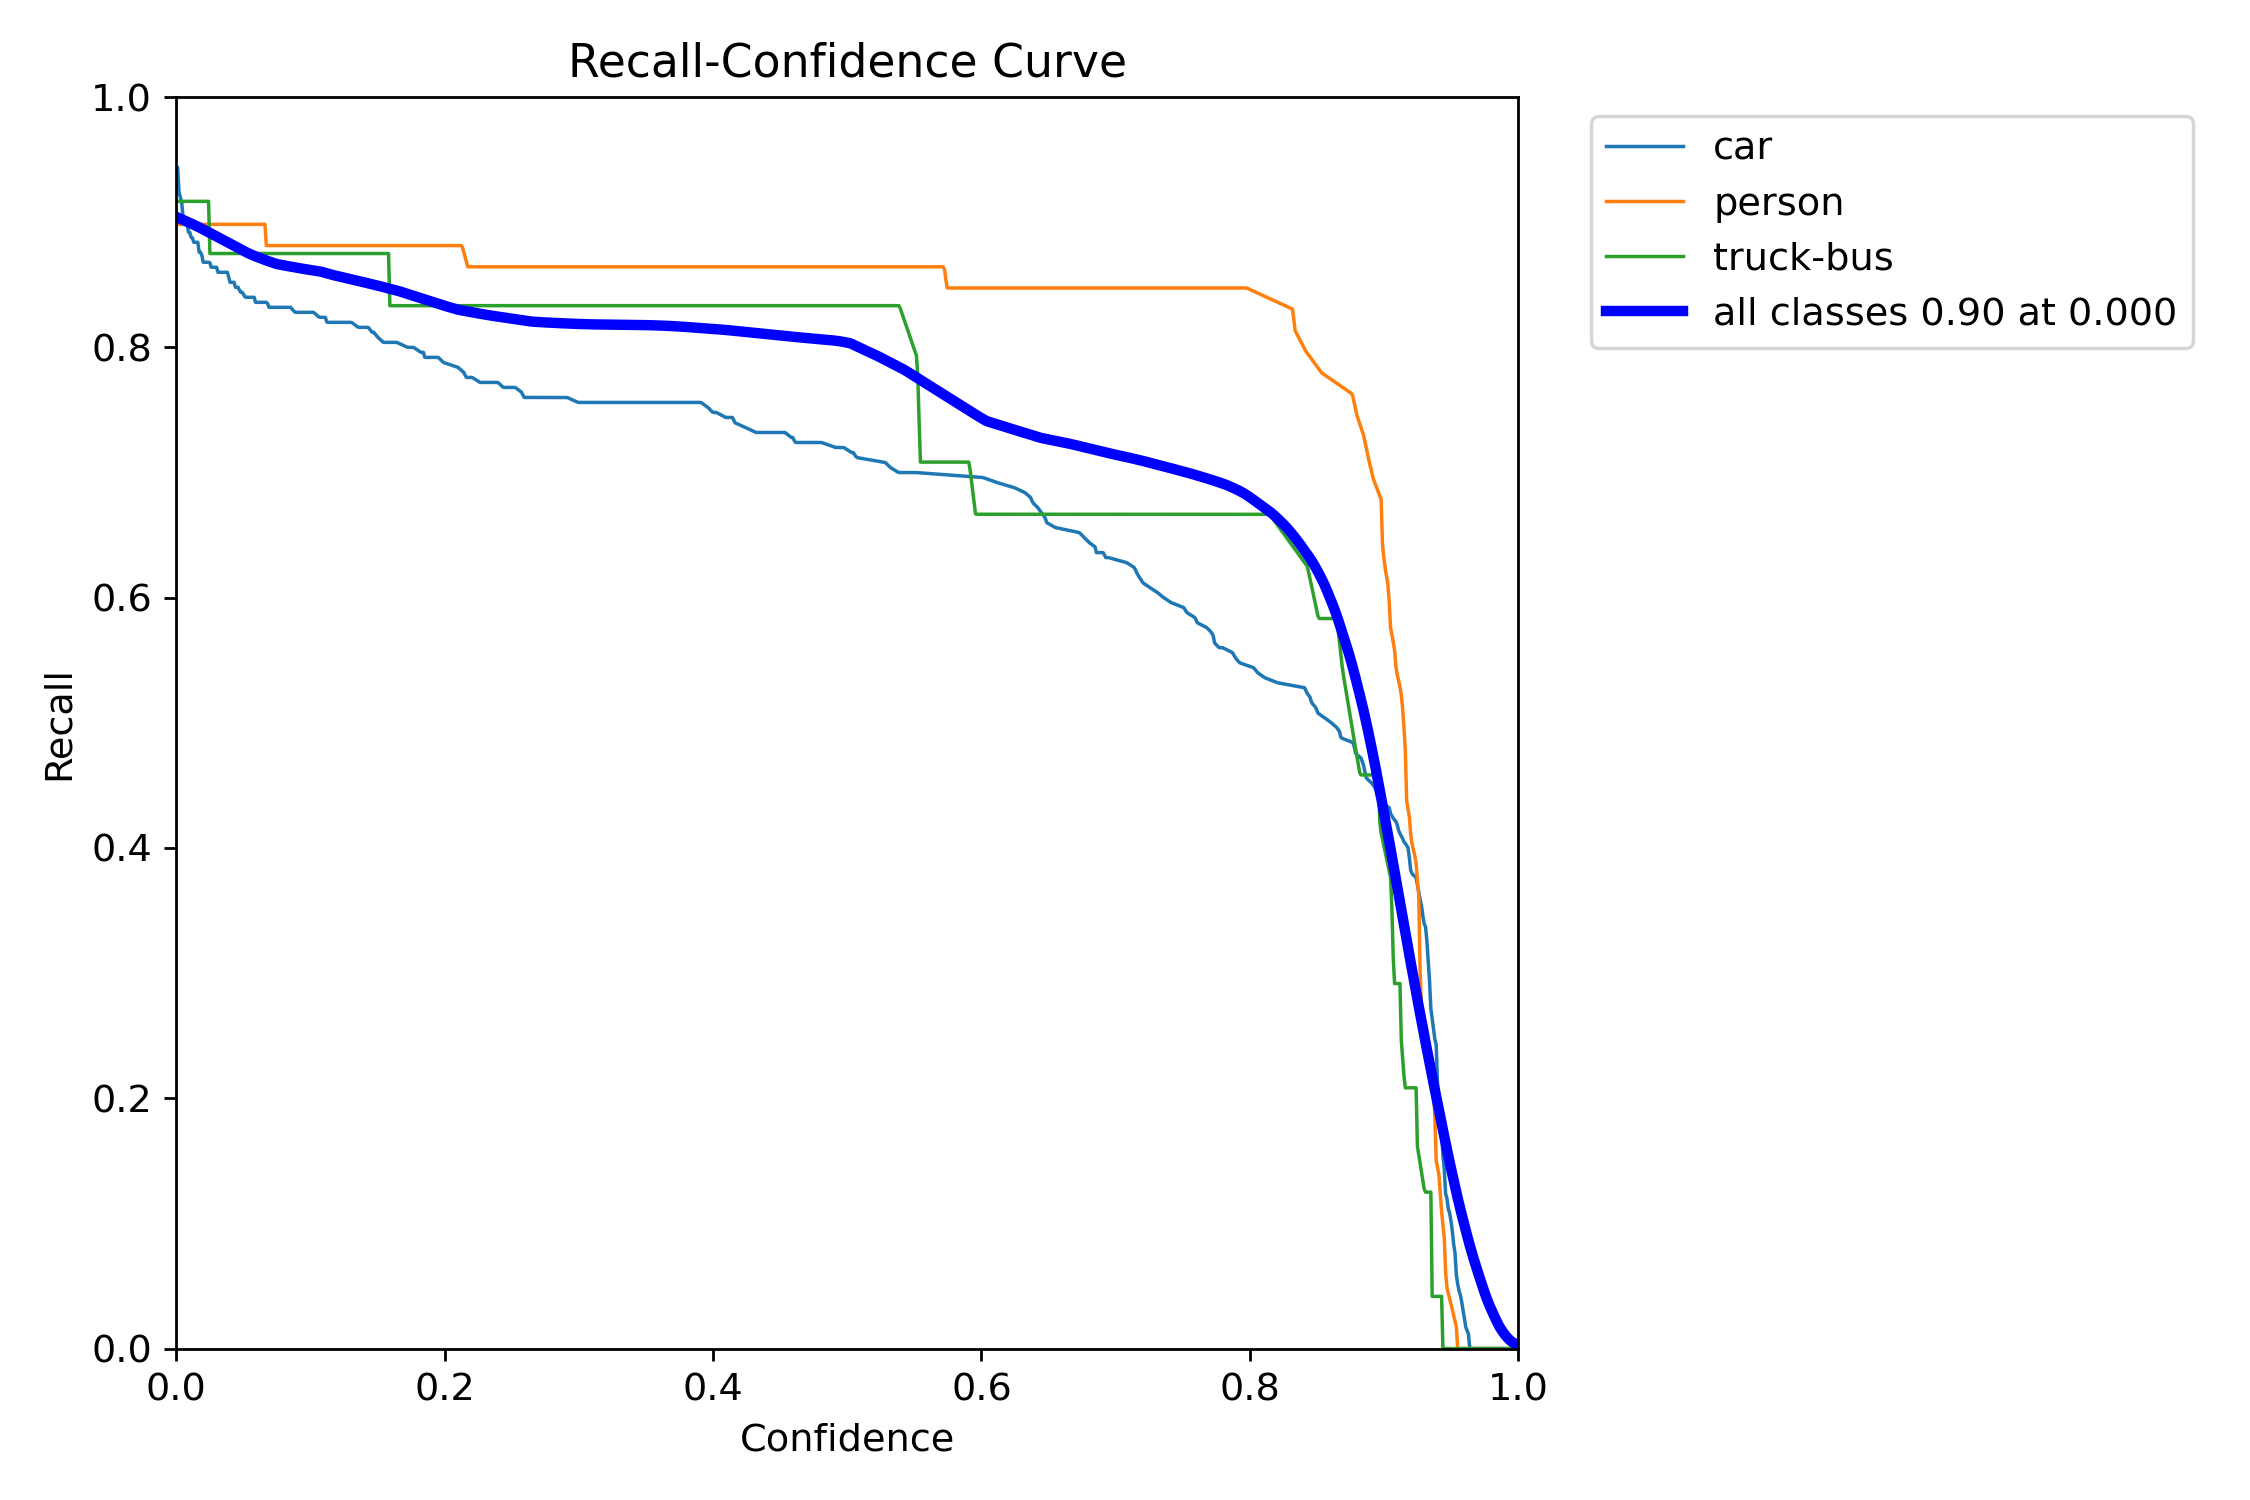 Recall-Confidence Curve
1.0
0.8
0.6
0.4
0.2
0.0
Recall
0.0 0.2 0.4 0.6 0.8 1.0
Confidence
car
person
truck-bus
all classes 0.90 at 0.000